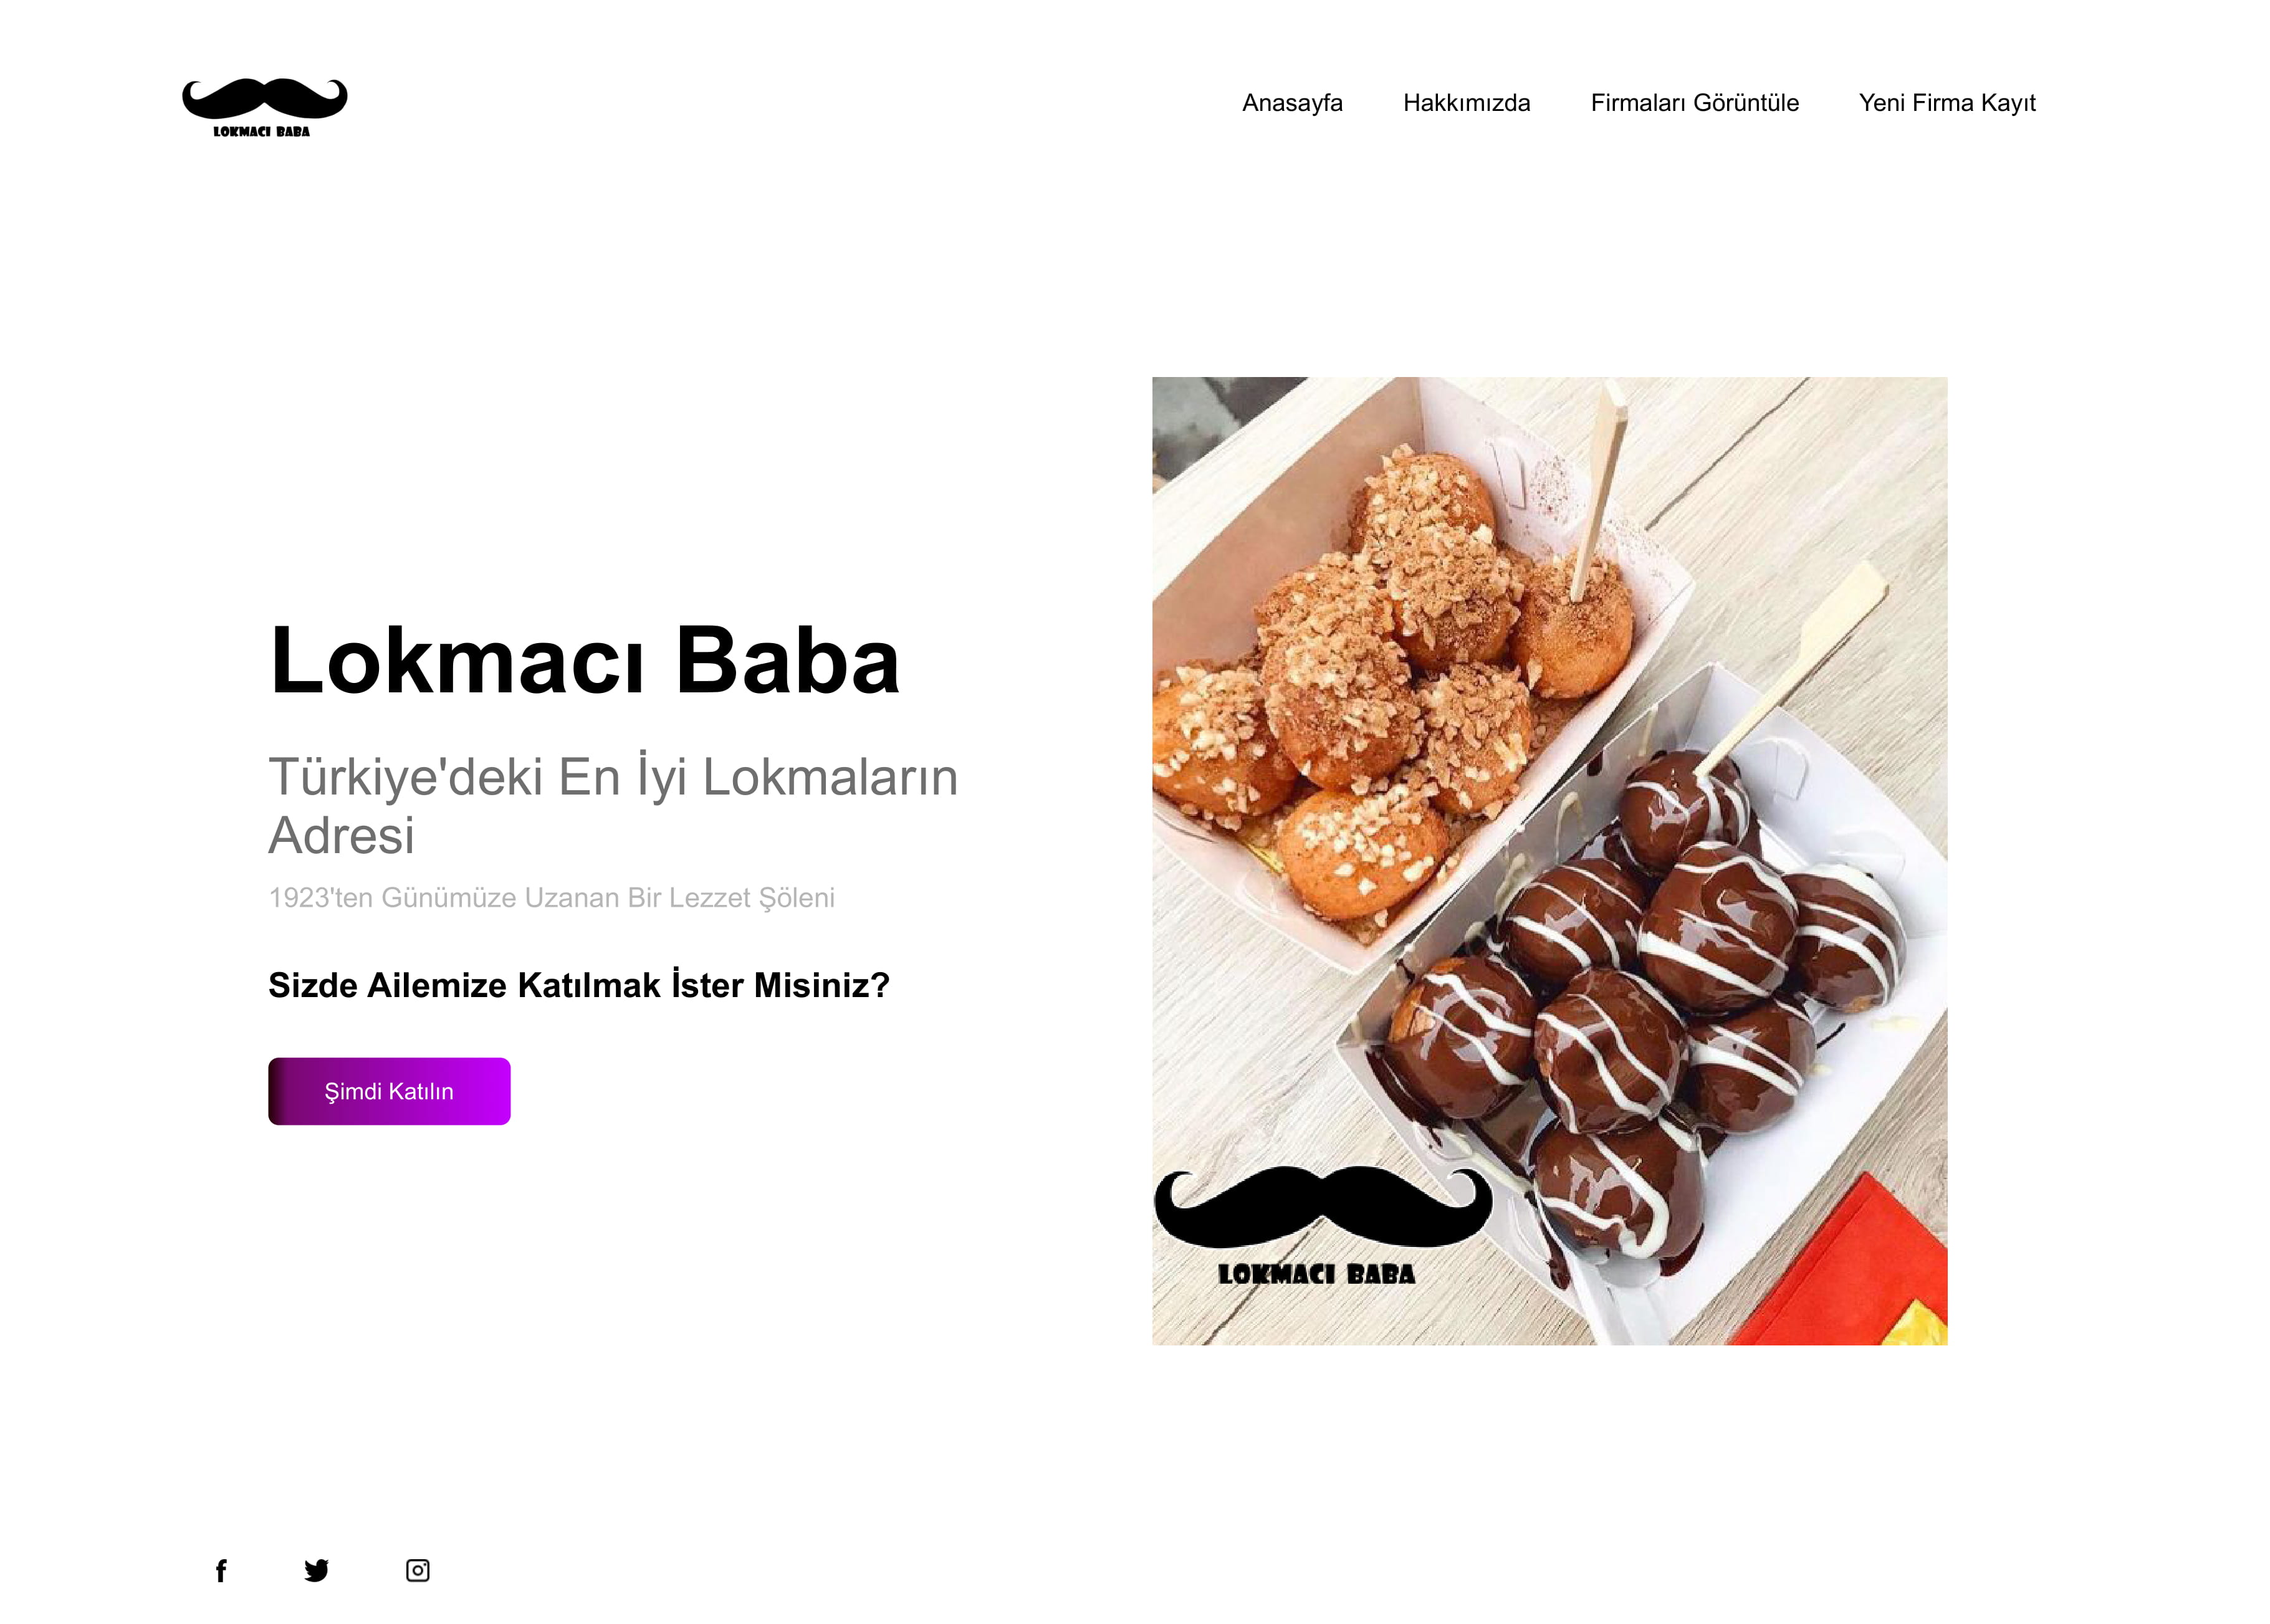 LOKMACI BABA
Anasayfa
Hakkımızda
Firmaları Görüntüle
Yeni Firma Kayıt
Lokmacı Baba
Türkiye'deki En İyi Lokmaların
Adresi
1923'ten Günümüze Uzanan Bir Lezzet Şöleni
Sizde Ailemize Katılmak İster Misiniz?
Şimdi Katılın
LOKMACI BABA